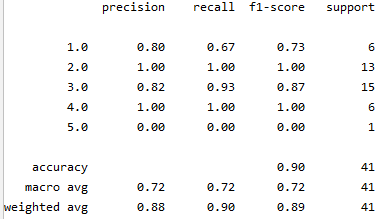 precision recall f1-score support
1.0 0.80 0.67 0.73 6
2.0 1.00 1.00 1.00 13
3.0 0.82 0.93 0.87 15
4.0 1.00 1.00 1.00 6
5.0 0.00 0.00 0.00 1
accuracy 0.90 41
macro avg 0.72 0.72 0.72 41
weighted avg 0.88 0.90 0.89 41